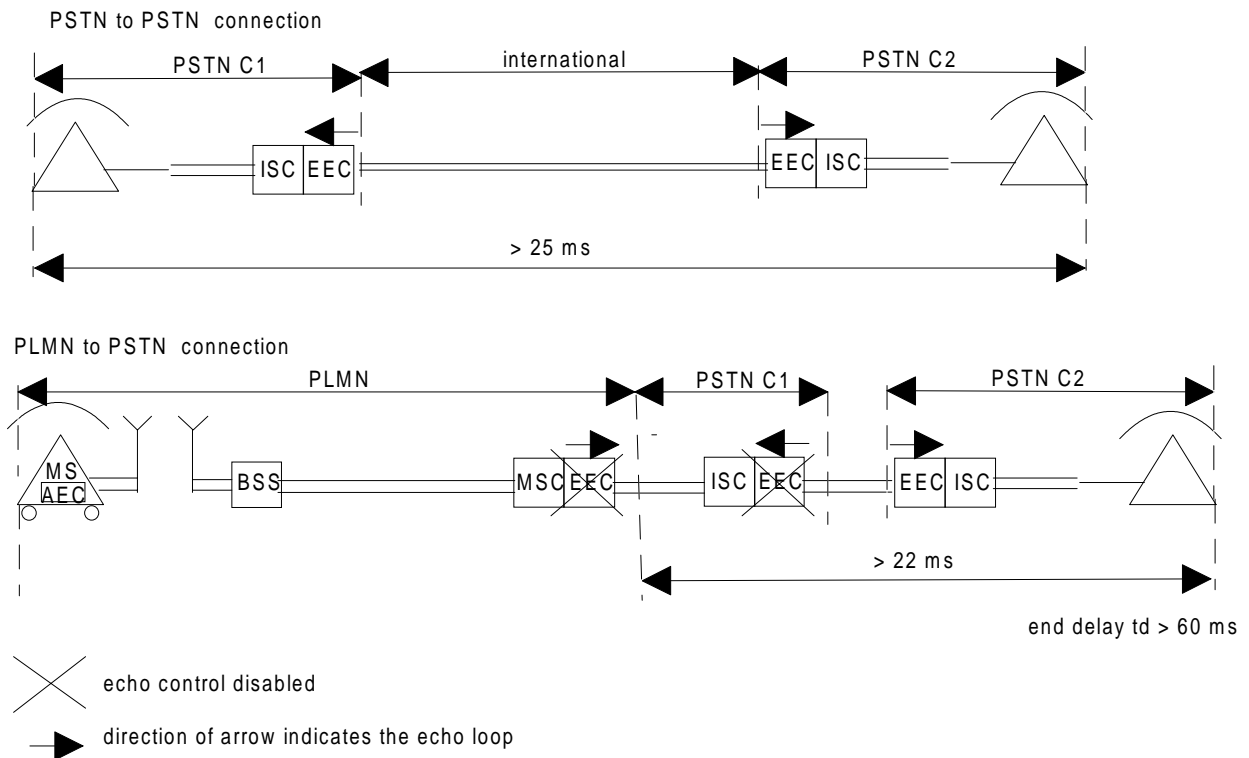 PSTN to PSTN connection
PSTN C1
international
PSTN C2
ISC EEC
EEC ISC
> 25 ms
PLMN to PSTN connection
PLMN
PSTN C1
PSTN C2
MS
AEC
BSS
MSC EEC
ISC EEC
EEC ISC
> 22 ms
end delay td > 60 ms
echo control disabled
direction of arrow indicates the echo loop